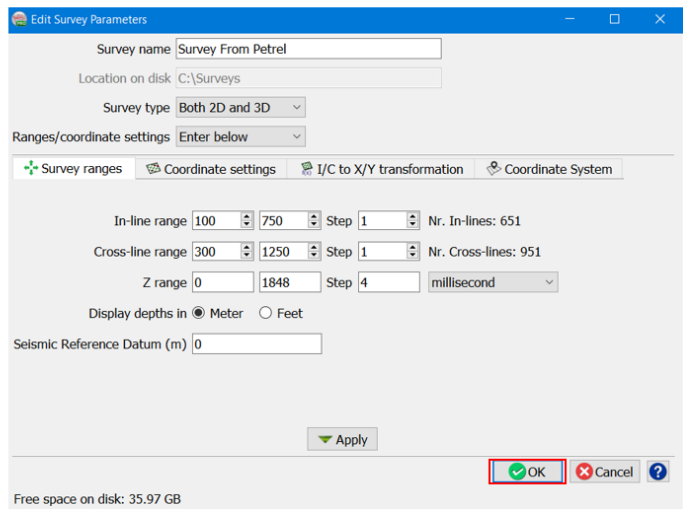 Edit Survey Parameters
Survey name Survey From Petrel
Location on disk C:\Surveys
Survey type Both 2D and 3D
Ranges/coordinate settings Enter below
Survey ranges Coordinate settings I/C to X/Y transformation Coordinate System
In-line range 100 750 Step 1 Nr. In-lines: 651
Cross-line range 300 1250 Step 1 Nr. Cross-lines: 951
Z range 0 1848 Step 4 millisecond
Display depths in Meter Feet
Seismic Reference Datum (m) 0
Apply
OK Cancel ?
Free space on disk: 35.97 GB